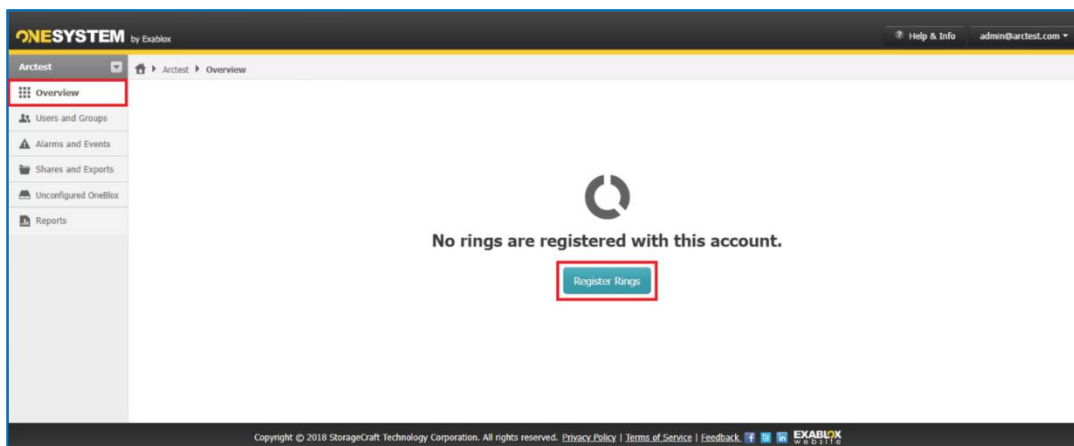 ONESYSTEM by Exablox
? Help & Info
admin@arctest.com
Arctest
Arctest Overview
Overview
Users and Groups
Alarms and Events
Shares and Exports
Unconfigured OneBlox
Reports
No rings are registered with this account.
Register Rings
Copyright © 2018 StorageCraft Technology Corporation. All rights reserved. Privacy Policy | Terms of Service | Feedback
EXABLOX
website